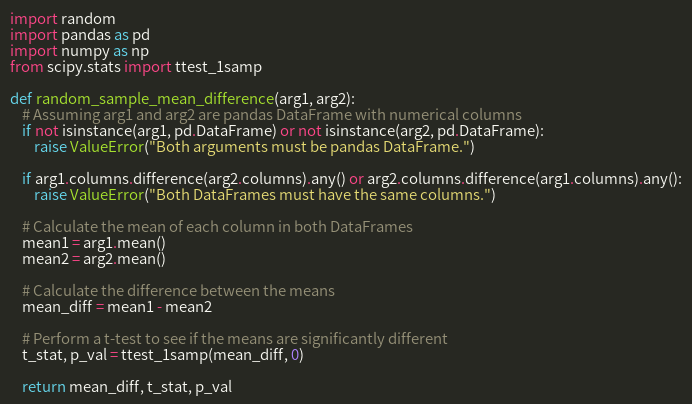 import random
import pandas as pd
import numpy as np
from scipy.stats import ttest_1samp

def random_sample_mean_difference(arg1, arg2):
    # Assuming arg1 and arg2 are pandas DataFrame with numerical columns
    if not isinstance(arg1, pd.DataFrame) or not isinstance(arg2, pd.DataFrame):
        raise ValueError("Both arguments must be pandas DataFrame.")

    if arg1.columns.difference(arg2.columns).any() or arg2.columns.difference(arg1.columns).any():
        raise ValueError("Both DataFrames must have the same columns.")

    # Calculate the mean of each column in both DataFrames
    mean1 = arg1.mean()
    mean2 = arg2.mean()

    # Calculate the difference between the means
    mean_diff = mean1 - mean2

    # Perform a t-test to see if the means are significantly different
    t_stat, p_val = ttest_1samp(mean_diff, 0)

    return mean_diff, t_stat, p_val